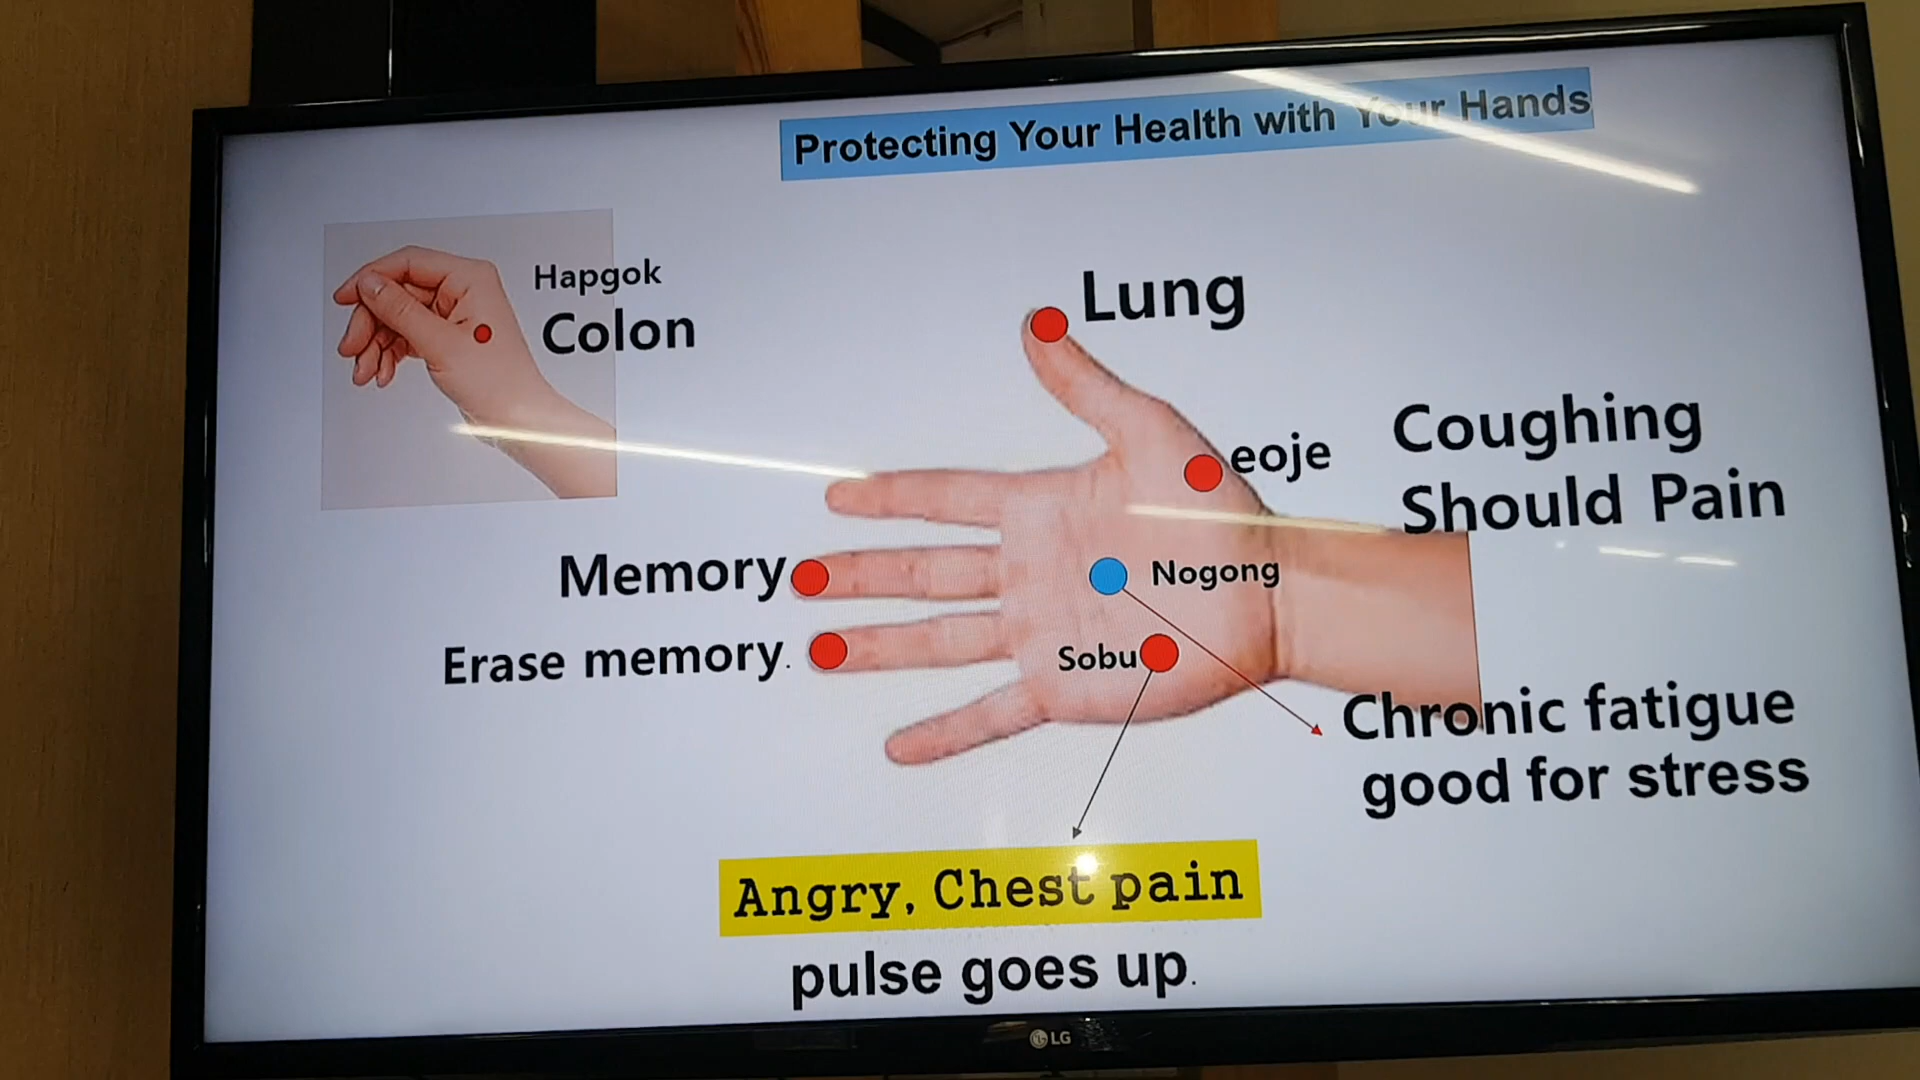 Protecting Your Health with Your Hands
Hapgok
Colon
Lung
eoje
Coughing
Should Pain
Memory
Nogong
Erase memory.
Sobu
Chronic fatigue
good for stress
Angry, Chest pain
pulse goes up.
LG